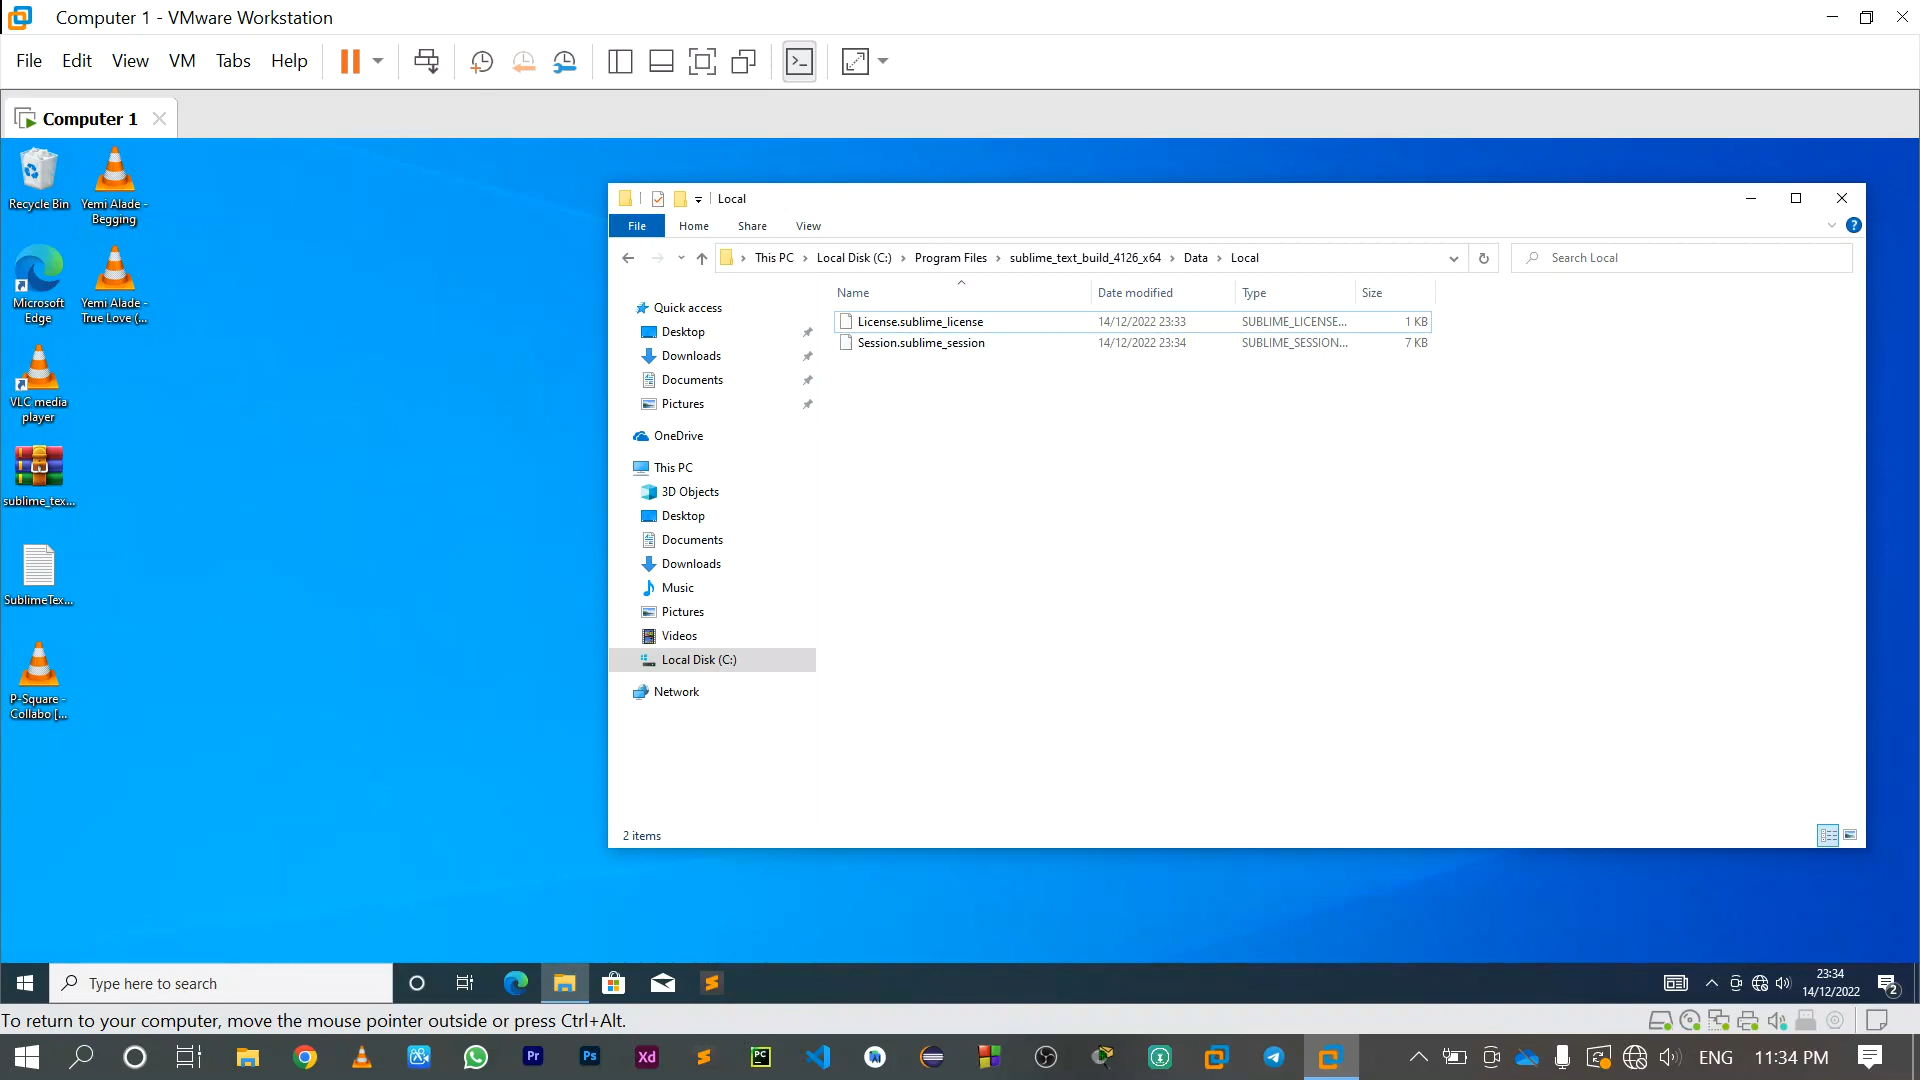 Computer 1 - VMware Workstation
File Edit View VM Tabs Help
Computer 1
Recycle Bin
Yemi Alade -
Begging
Microsoft
Edge
Yemi Alade -
True Love (...
VLC media
player
sublime_tex...
SublimeTex...
P-Square -
Collabo [...
Local
File Home Share View
This PC > Local Disk (C:) > Program Files > sublime_text_build_4126_x64 > Data > Local
Search Local
Name Date modified Type Size
License.sublime_license 14/12/2022 23:33 SUBLIME_LICENSE... 1 KB
Session.sublime_session 14/12/2022 23:34 SUBLIME_SESSION... 7 KB
Quick access
Desktop
Downloads
Documents
Pictures
OneDrive
This PC
3D Objects
Desktop
Documents
Downloads
Music
Pictures
Videos
Local Disk (C:)
Network
2 items
Type here to search
23:34
14/12/2022
2
To return to your computer, move the mouse pointer outside or press Ctrl+Alt.
Pr
Ps
Xd
PC
ENG
11:34 PM